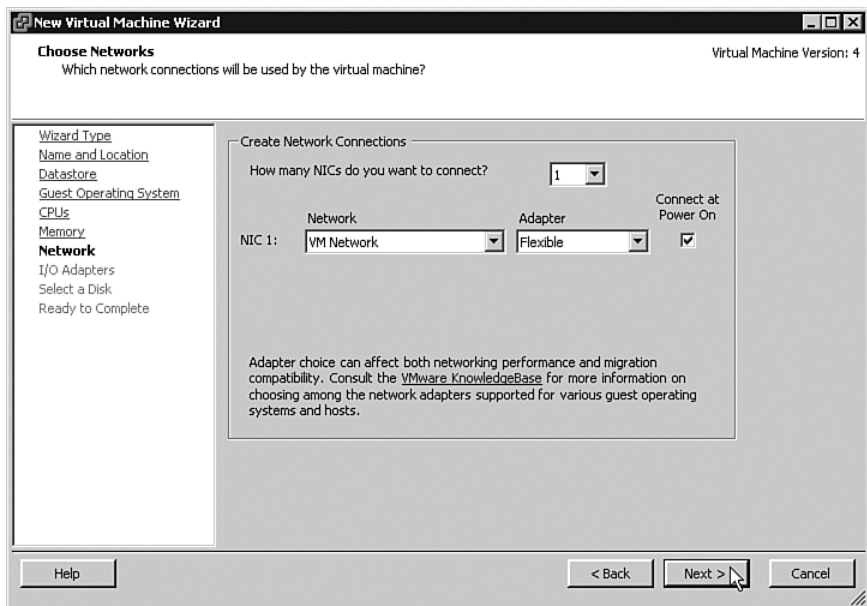 New Virtual Machine Wizard
Choose Networks
Which network connections will be used by the virtual machine?
Virtual Machine Version: 4
Wizard Type
Name and Location
Datastore
Guest Operating System
CPUs
Memory
Network
I/O Adapters
Select a Disk
Ready to Complete
Create Network Connections
How many NICs do you want to connect?
1
Network
Adapter
Connect at
Power On
NIC 1:
VM Network
Flexible
Adapter choice can affect both networking performance and migration
compatibility. Consult the VMware KnowledgeBase for more information on
choosing among the network adapters supported for various guest operating
systems and hosts.
Help
< Back
Next >
Cancel